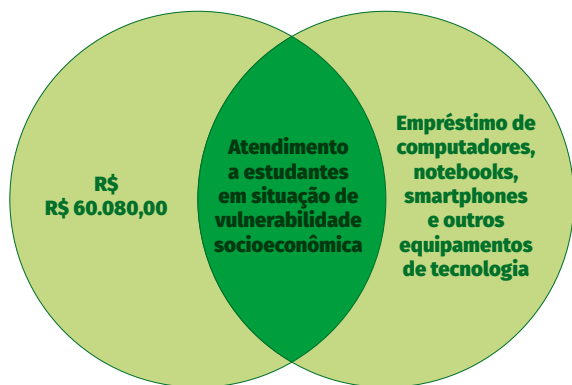 R$
R$ 60.080,00
Atendimento
a estudantes
em situação de
vulnerabilidade
socioeconômica
Empréstimo de
computadores,
notebooks,
smartphones
e outros
equipamentos
de tecnologia